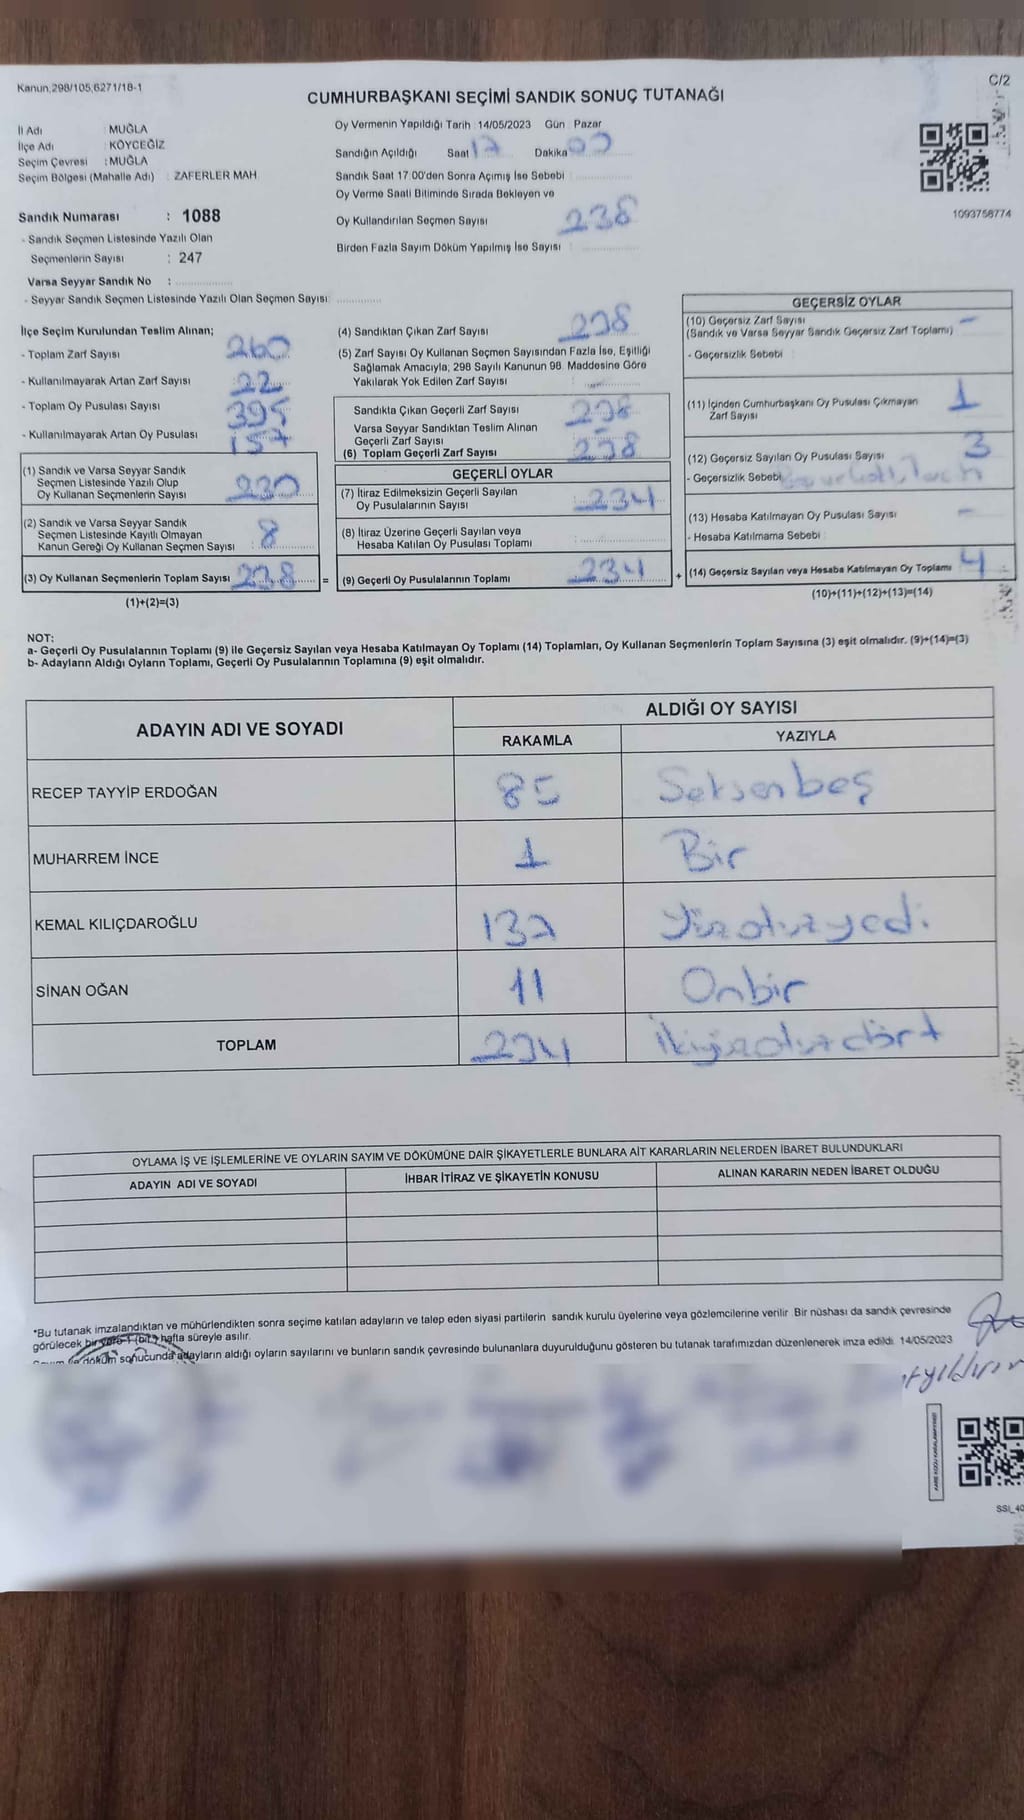 Kanun,298/105,6271/18-1
C/2
CUMHURBAŞKANI SEÇİMİ SANDIK SONUÇ TUTANAĞI
İl Adı : MUĞLA
İlçe Adı : KÖYCEĞİZ
Seçim Çevresi : MUĞLA
Seçim Bölgesi (Mahalle Adı) : ZAFERLER MAH.
Sandık Numarası : 1088
- Sandık Seçmen Listesinde Yazılı Olan
Seçmenlerin Sayısı : 247
Varsa Seyyar Sandık No :
- Seyyar Sandık Seçmen Listesinde Yazılı Olan Seçmen Sayısı:
Oy Vermenin Yapıldığı Tarih : 14/05/2023 Gün : Pazar
Sandığın Açıldığı Saat 17 Dakika 00
Sandık Saat 17:00'den Sonra Açımış İse Sebebi :
Oy Verme Saati Bitiminde Sırada Bekleyen ve
Oy Kullandırılan Seçmen Sayısı 238
Birden Fazla Sayım Döküm Yapılmış İse Sayısı :
1093756774
İlçe Seçim Kurulundan Teslim Alınan;
- Toplam Zarf Sayısı 260
- Kullanılmayarak Artan Zarf Sayısı 22
- Toplam Oy Pusulası Sayısı 395
- Kullanılmayarak Artan Oy Pusulası 157
(1) Sandık ve Varsa Seyyar Sandık
Seçmen Listesinde Yazılı Olup
Oy Kullanan Seçmenlerin Sayısı 230
(2) Sandık ve Varsa Seyyar Sandık
Seçmen Listesinde Kayıtlı Olmayan
Kanun Gereği Oy Kullanan Seçmen Sayısı 8
(3) Oy Kullanan Seçmenlerin Toplam Sayısı 238 =
(1)+(2)=(3)
(4) Sandıktan Çıkan Zarf Sayısı 238
(5) Zarf Sayısı Oy Kullanan Seçmen Sayısından Fazla İse, Eşitliği
Sağlamak Amacıyla; 298 Sayılı Kanunun 98. Maddesine Göre
Yakılarak Yok Edilen Zarf Sayısı : -
Sandıkta Çıkan Geçerli Zarf Sayısı 238
Varsa Seyyar Sandıktan Teslim Alınan
Geçerli Zarf Sayısı
(6) Toplam Geçerli Zarf Sayısı 238
GEÇERLİ OYLAR
(7) İtiraz Edilmeksizin Geçerli Sayılan
Oy Pusulalarının Sayısı : 234
(8) İtiraz Üzerine Geçerli Sayılan veya
Hesaba Katılan Oy Pusulası Toplamı
(9) Geçerli Oy Pusulalarının Toplamı 234 +
GEÇERSİZ OYLAR
(10) Geçersiz Zarf Sayısı -
(Sandık ve Varsa Seyyar Sandık Geçersiz Zarf Toplamı)
- Geçersizlik Sebebi :
(11) İçinden Cumhurbaşkanı Oy Pusulası Çıkmayan 1
Zarf Sayısı
(12) Geçersiz Sayılan Oy Pusulası Sayısı 3
- Geçersizlik Sebebi
(13) Hesaba Katılmayan Oy Pusulası Sayısı -
- Hesaba Katılmama Sebebi :
(14) Geçersiz Sayılan veya Hesaba Katılmayan Oy Toplamı 4
(10)+(11)+(12)+(13)=(14)
NOT:
a- Geçerli Oy Pusulalarının Toplamı (9) ile Geçersiz Sayılan veya Hesaba Katılmayan Oy Toplamı (14) Toplamları, Oy Kullanan Seçmenlerin Toplam Sayısına (3) eşit olmalıdır. (9)+(14)=(3)
b- Adayların Aldığı Oyların Toplamı, Geçerli Oy Pusulalarının Toplamına (9) eşit olmalıdır.
ADAYIN ADI VE SOYADI ALDIĞI OY SAYISI
RAKAMLA YAZIYLA
RECEP TAYYİP ERDOĞAN 85 Seksenbeş
MUHARREM İNCE 1 Bir
KEMAL KILIÇDAROĞLU 137 Yüzotuzyedi
SİNAN OĞAN 11 Onbir
TOPLAM 234 İkiyüzotuzdört
OYLAMA İŞ VE İŞLEMLERİNE VE OYLARIN SAYIM VE DÖKÜMÜNE DAİR ŞİKAYETLERLE BUNLARA AİT KARARLARIN NELERDEN İBARET BULUNDUKLARI
ADAYIN ADI VE SOYADI İHBAR İTİRAZ VE ŞİKAYETİN KONUSU ALINAN KARARIN NEDEN İBARET OLDUĞU
*Bu tutanak imzalandıktan ve mühürlendikten sonra seçime katılan adayların ve talep eden siyasi partilerin sandık kurulu üyelerine veya gözlemcilerine verilir. Bir nüshası da sandık çevresinde
görülecek bir yere 1 (bir) hafta süreyle asılır.
döküm sonucunda adayların aldığı oyların sayılarını ve bunların sandık çevresinde bulunanlara duyurulduğunu gösteren bu tutanak tarafımızdan düzenlenerek imza edildi. 14/05/2023
KARE KODU KARALAMAYINIZ
SSI_40